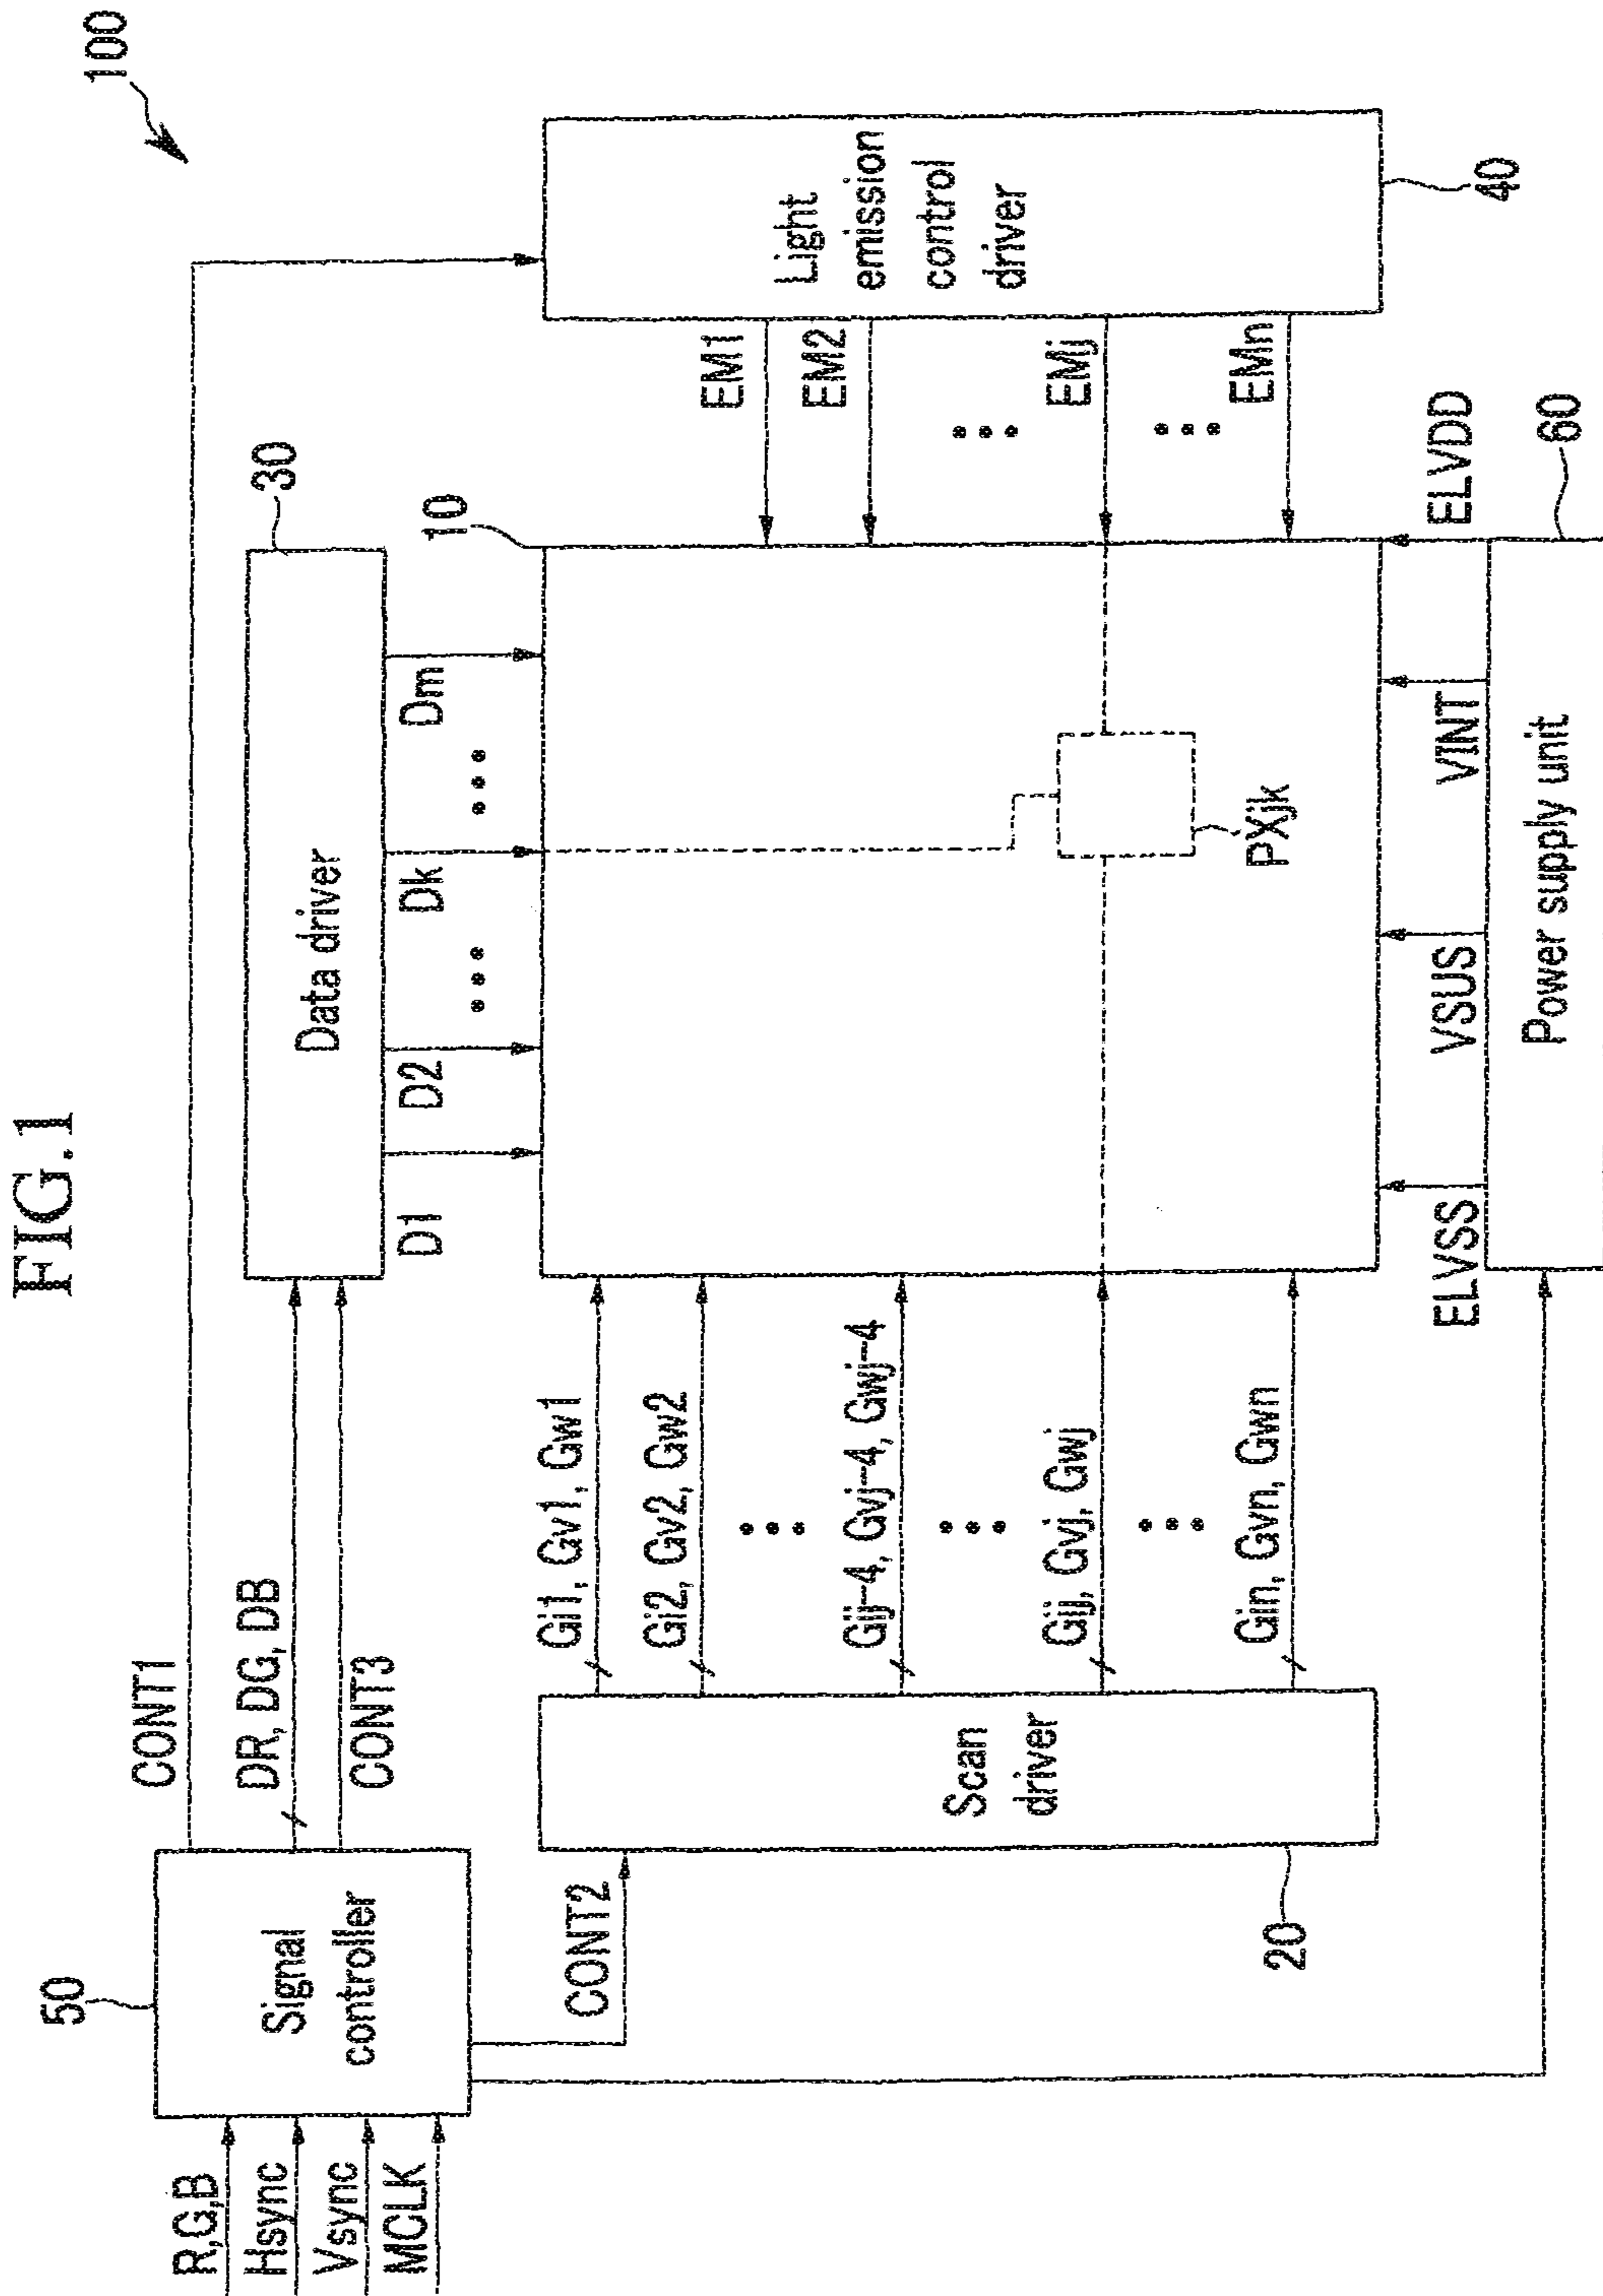 FIG.1
100
50
R,G,B
Hsync
Vsync
MCLK
Signal
controller
CONT1
DR, DG, DB
CONT3
CONT2
30
Data driver
D1
D2
Dk
Dm
10
20
Scan
driver
Gi1, Gv1, Gw1
Gi2, Gv2, Gw2
Gij-4, Gvj-4, Gwj-4
Gij, Gvj, Gwj
Gin, Gvn, Gwn
PXjk
EM1
EM2
EMj
EMn
Light
emission
control
driver
40
ELVSS
VSUS
VINT
ELVDD
Power supply unit
60